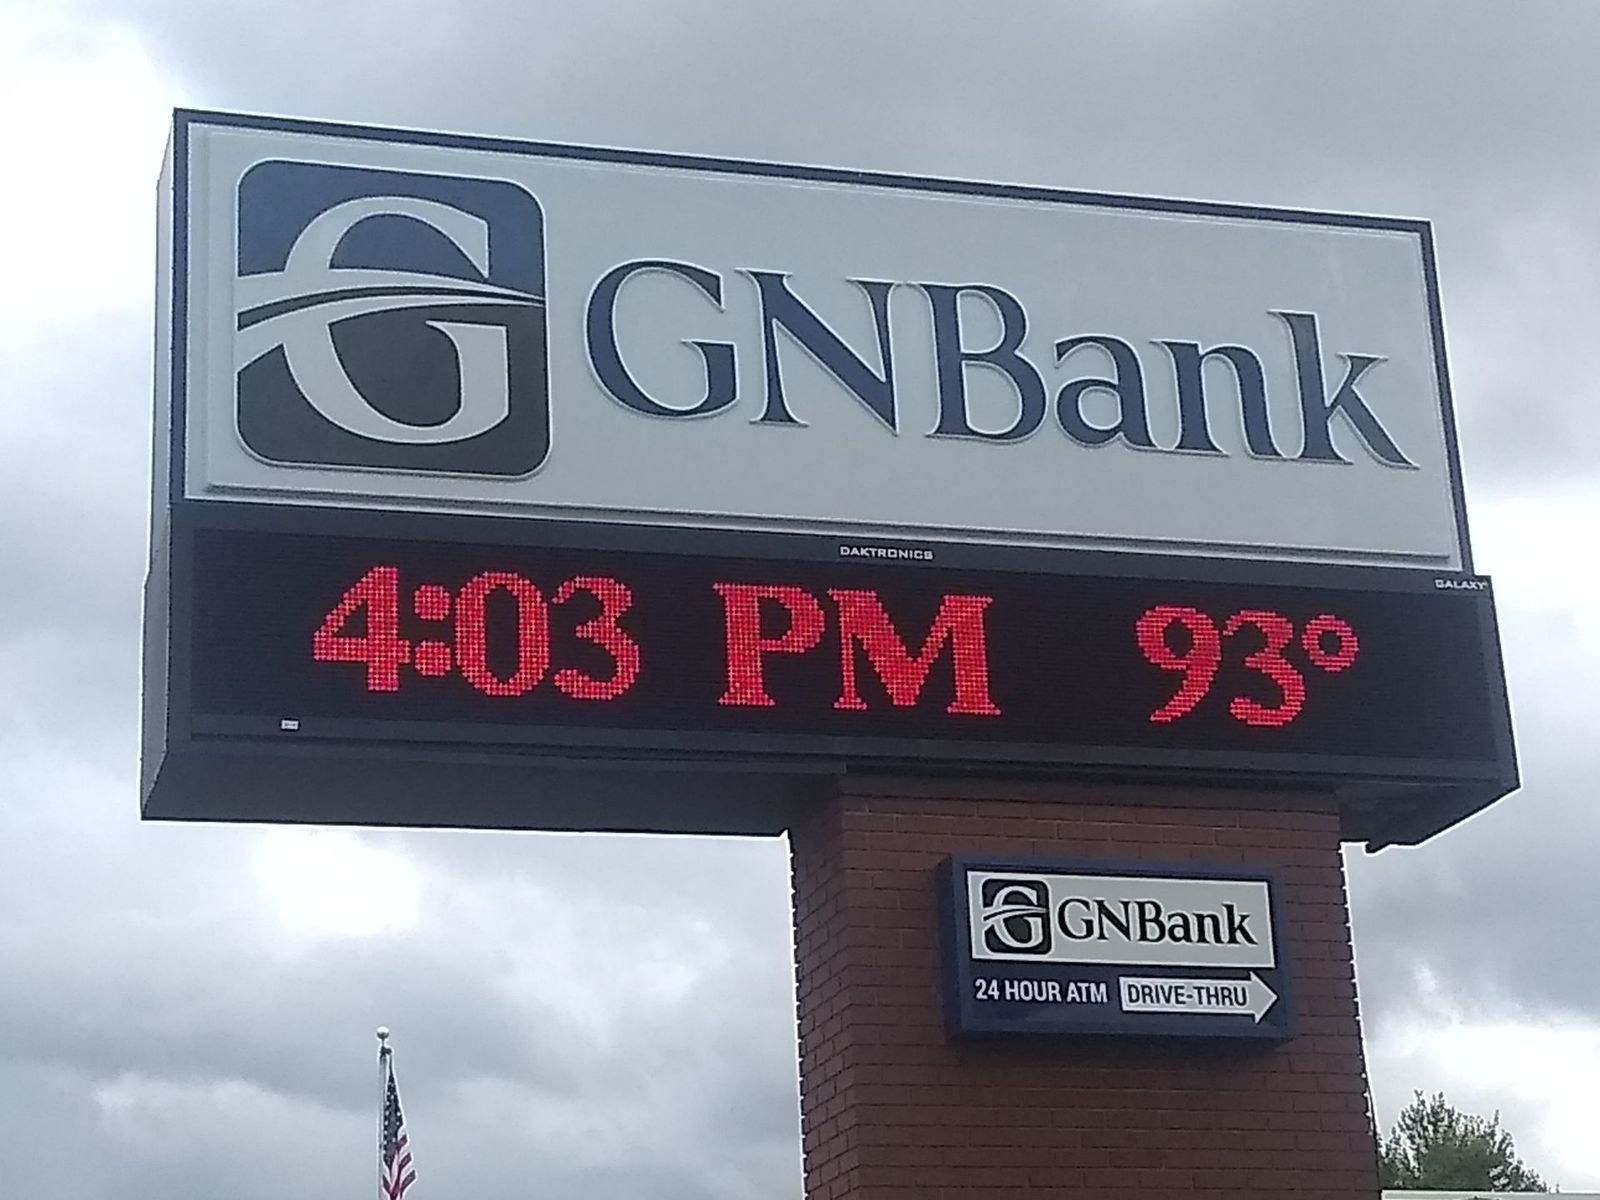 G GNBank
DAKTRONICS
GALAXY
4:03 PM 93°
G GNBank
24 HOUR ATM DRIVE-THRU